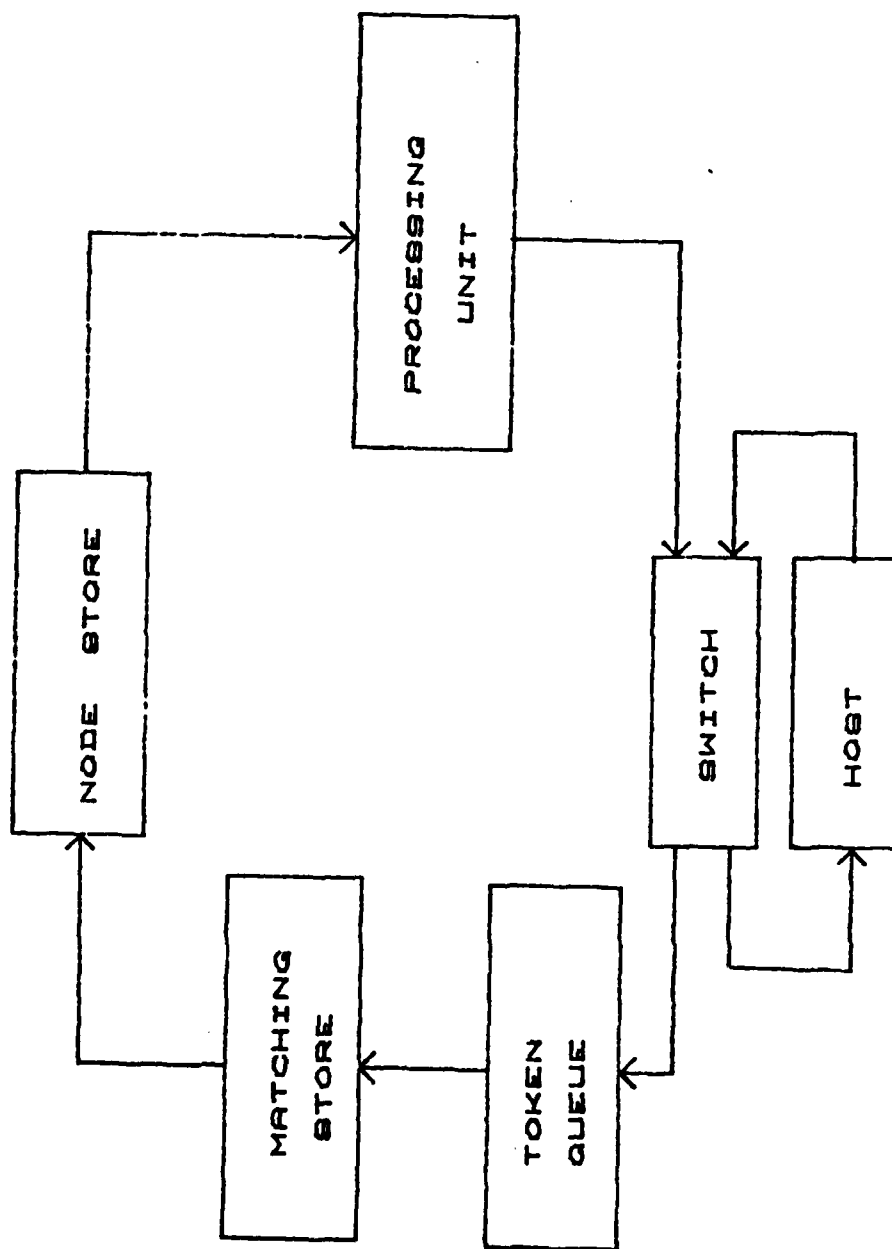 NODE STORE
PROCESSING
UNIT
MATCHING
STORE
TOKEN
QUEUE
SWITCH
HOST